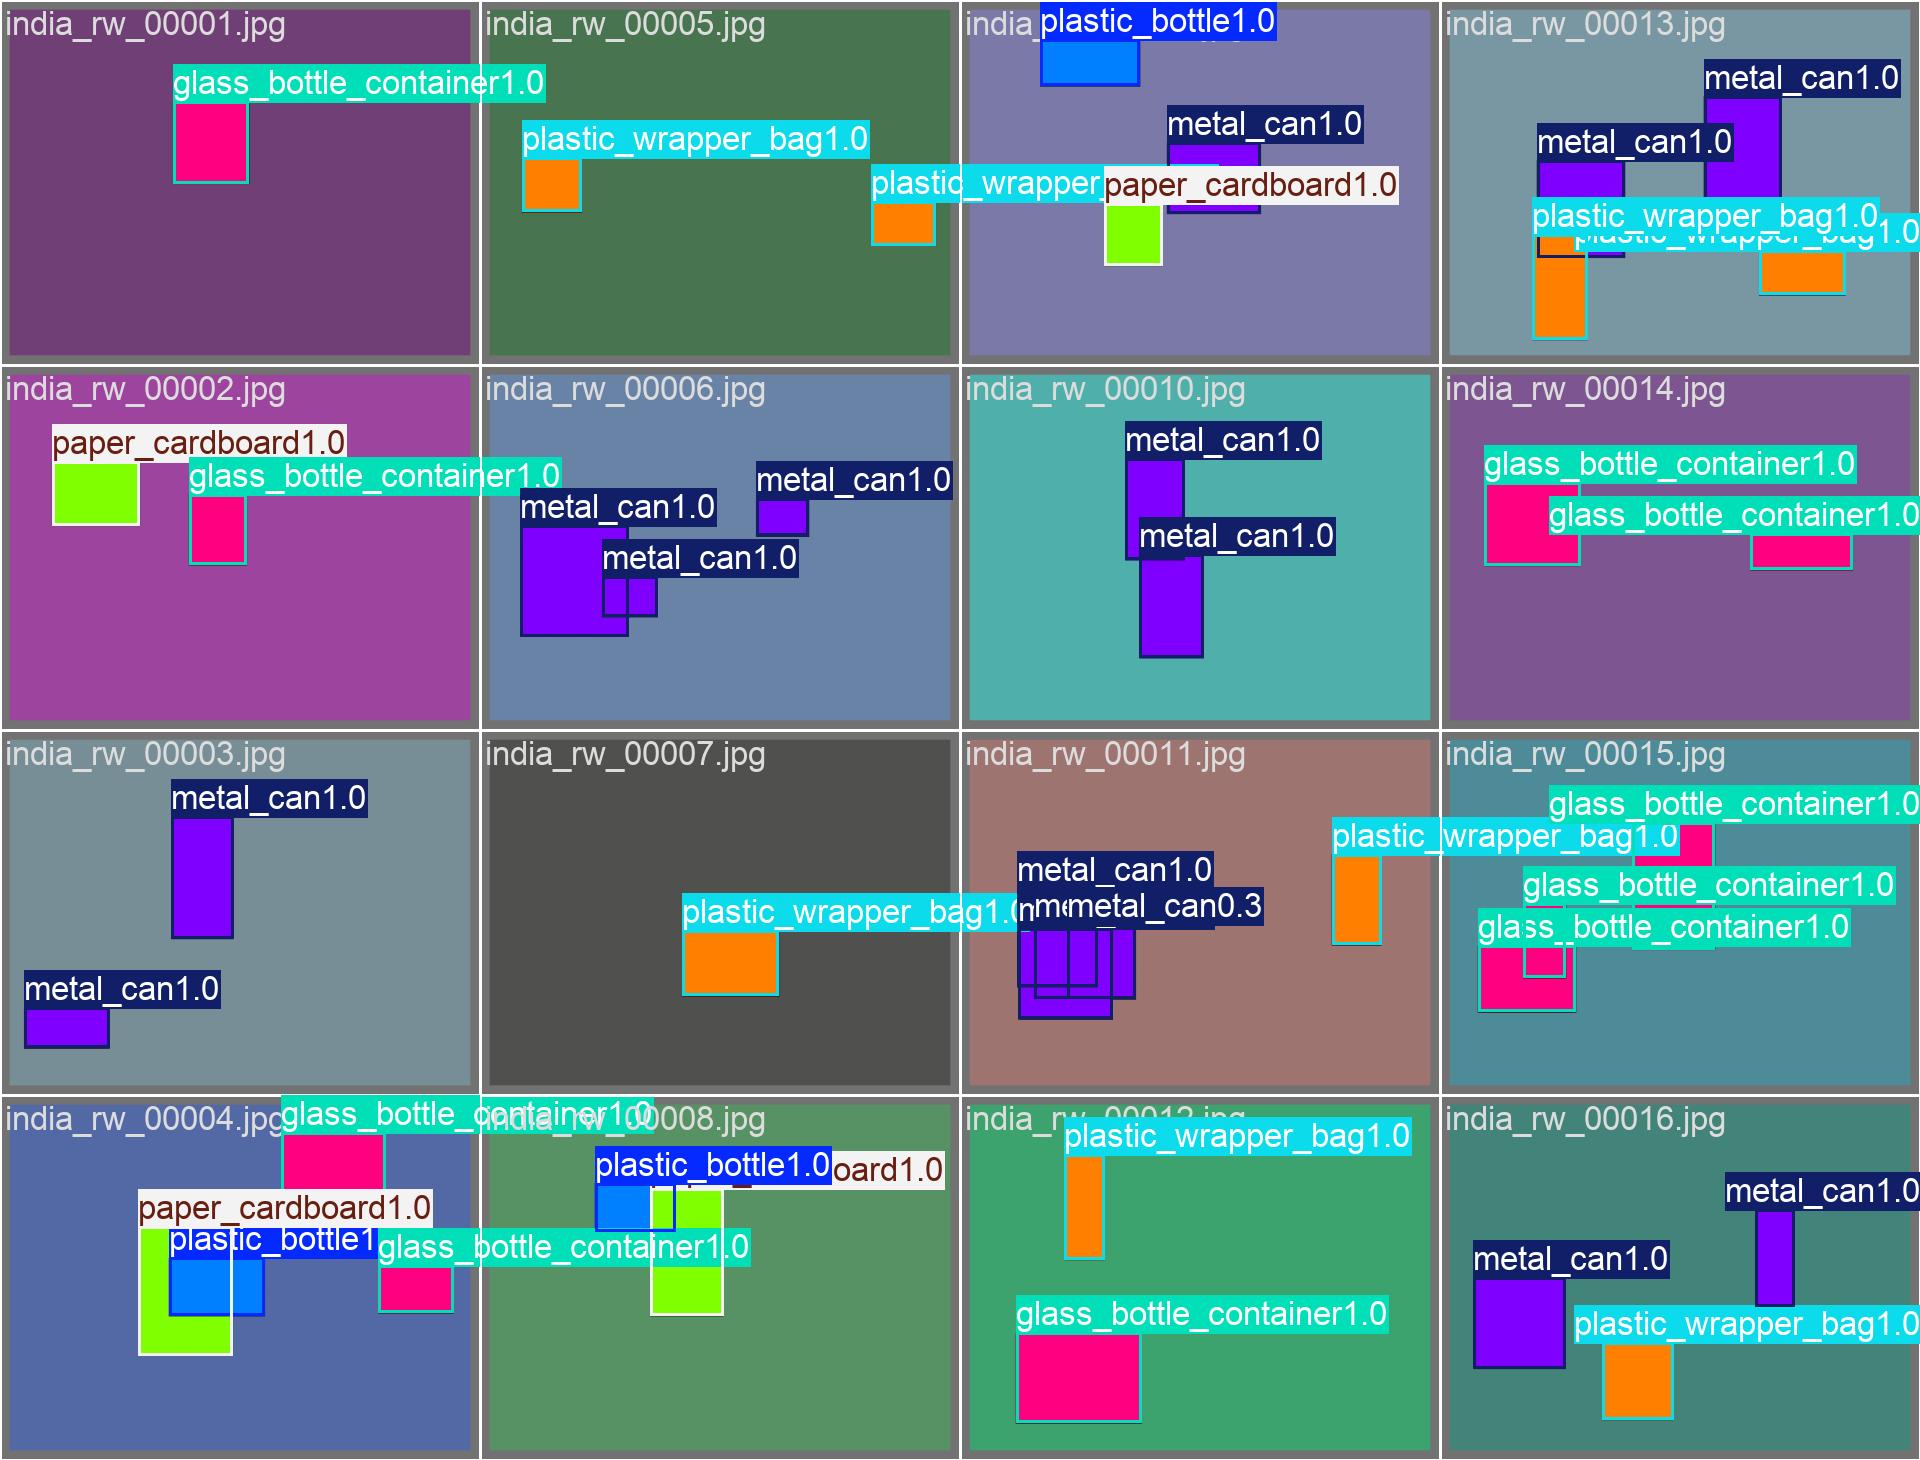 india_rw_00001.jpg
glass_bottle_container1.0
india_rw_00005.jpg
plastic_wrapper_bag1.0
plastic_wrapper
plastic_bottle1.0
metal_can1.0
paper_cardboard1.0
india_rw_00013.jpg
metal_can1.0
metal_can1.0
plastic_wrapper_bag1.0
plastic_wrapper_bag1.0
india_rw_00002.jpg
paper_cardboard1.0
glass_bottle_container1.0
india_rw_00006.jpg
metal_can1.0
metal_can1.0
metal_can1.0
india_rw_00010.jpg
metal_can1.0
metal_can1.0
india_rw_00014.jpg
glass_bottle_container1.0
glass_bottle_container1.0
india_rw_00003.jpg
metal_can1.0
metal_can1.0
india_rw_00007.jpg
plastic_wrapper_bag1.0
india_rw_00011.jpg
plastic_wrapper_bag1.0
metal_can1.0
metal_can0.3
india_rw_00015.jpg
glass_bottle_container1.0
glass_bottle_container1.0
glass_bottle_container1.0
india_rw_00004.jpg
glass_bottle_container1.0
paper_cardboard1.0
plastic_bottle1
glass_bottle_container1.0
00008.jpg
plastic_bottle1.0
oard1.0
india_rw_00012.jpg
plastic_wrapper_bag1.0
glass_bottle_container1.0
india_rw_00016.jpg
metal_can1.0
metal_can1.0
plastic_wrapper_bag1.0